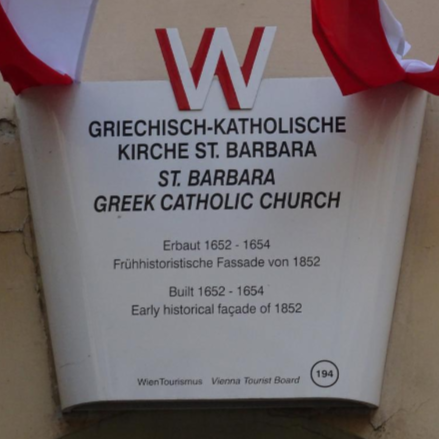 W
GRIECHISCH-KATHOLISCHE
KIRCHE ST. BARBARA
ST. BARBARA
GREEK CATHOLIC CHURCH
Erbaut 1652 - 1654
Frühhistoristische Fassade von 1852
Built 1652 - 1654
Early historical façade of 1852
WienTourismus Vienna Tourist Board 194